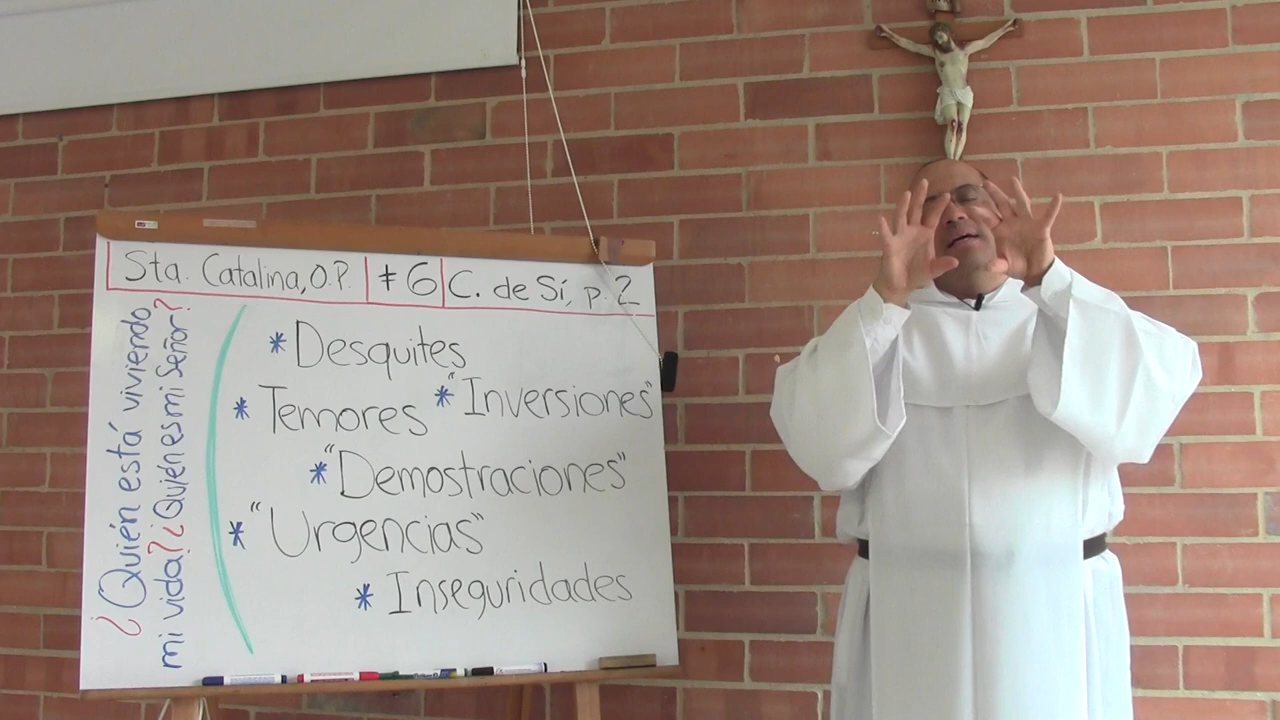 Sta. Catalina, O.P. #6 C. de Sí, p. 2
¿Quién está viviendo
mi vida? ¿Quién es mi Señor?
* Desquites
* Temores * "Inversiones"
* "Demostraciones"
* "Urgencias"
* Inseguridades